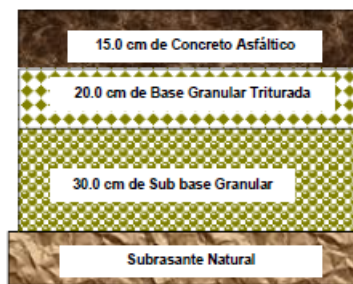 15.0 cm de Concreto Asfáltico
20.0 cm de Base Granular Triturada
30.0 cm de Sub base Granular
Subrasante Natural